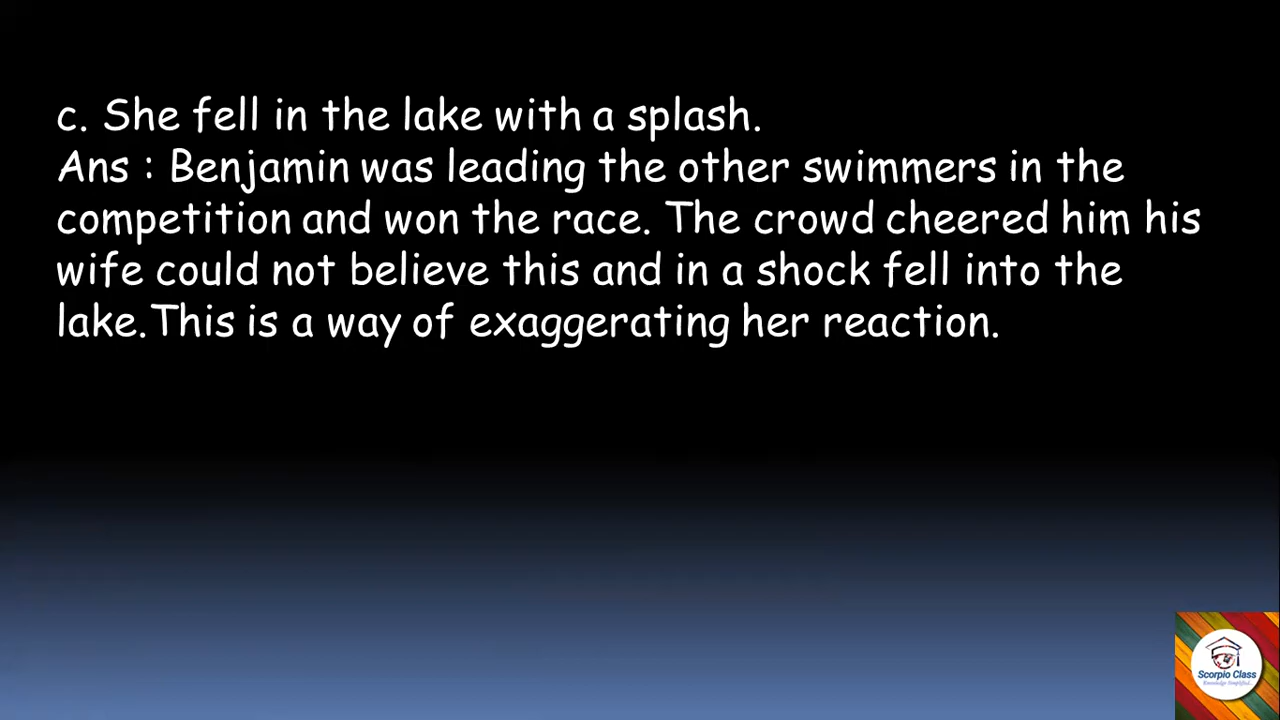 c. She fell in the lake with a splash.
Ans : Benjamin was leading the other swimmers in the
competition and won the race. The crowd cheered him his
wife could not believe this and in a shock fell into the
lake.This is a way of exaggerating her reaction.
Scorpio Class
Knowledge Simplified